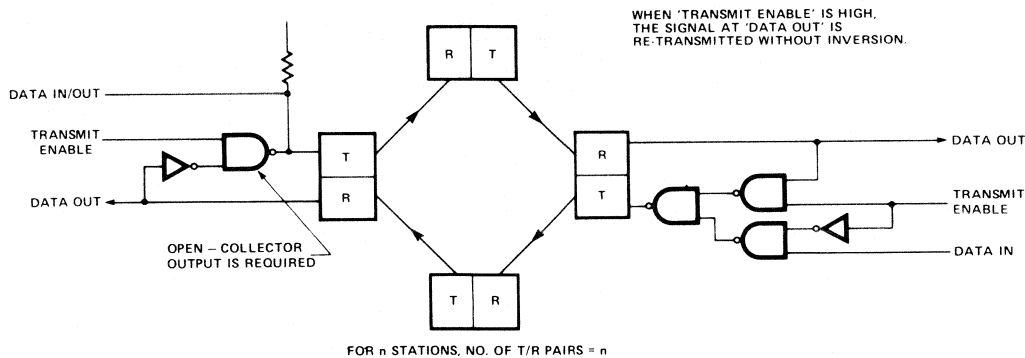 WHEN 'TRANSMIT ENABLE' IS HIGH,
THE SIGNAL AT 'DATA OUT' IS
RE-TRANSMITTED WITHOUT INVERSION.
R T
DATA IN/OUT
TRANSMIT
ENABLE
DATA OUT
T
R
R
T
DATA OUT
TRANSMIT
ENABLE
DATA IN
OPEN – COLLECTOR
OUTPUT IS REQUIRED
T R
FOR n STATIONS, NO. OF T/R PAIRS = n